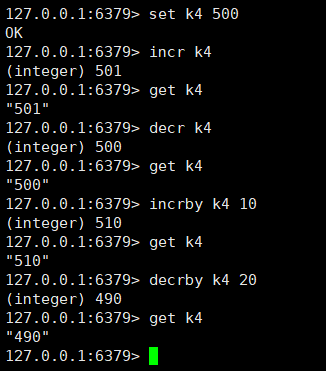 127.0.0.1:6379> set k4 500
OK
127.0.0.1:6379> incr k4
(integer) 501
127.0.0.1:6379> get k4
"501"
127.0.0.1:6379> decr k4
(integer) 500
127.0.0.1:6379> get k4
"500"
127.0.0.1:6379> incrby k4 10
(integer) 510
127.0.0.1:6379> get k4
"510"
127.0.0.1:6379> decrby k4 20
(integer) 490
127.0.0.1:6379> get k4
"490"
127.0.0.1:6379>